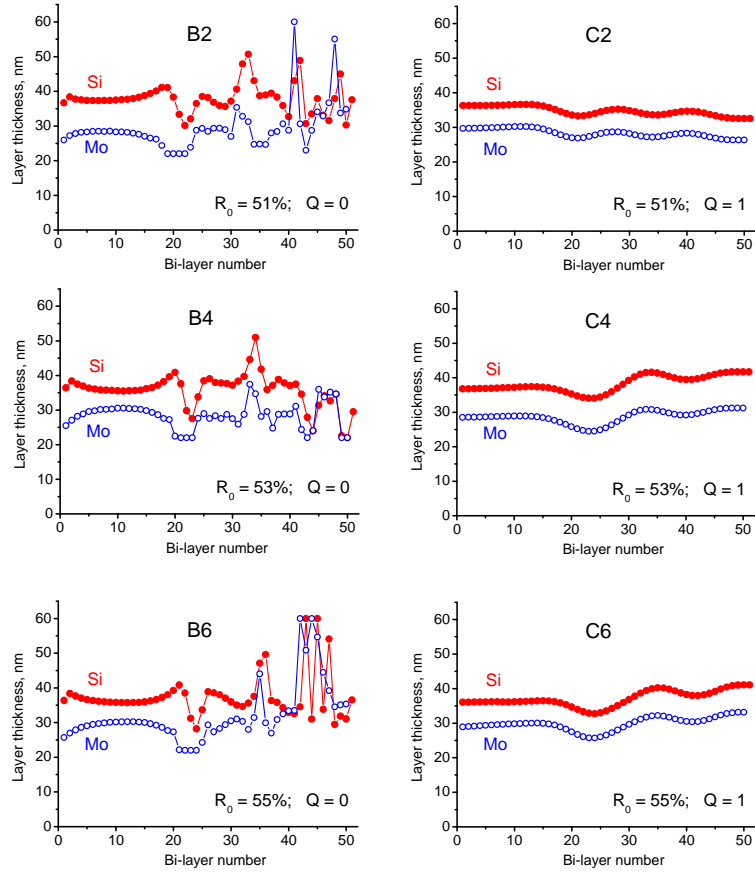 B2
Layer thickness, nm
60
50
40
30
20
10
0
Si
Mo
R₀ = 51%; Q = 0
0 10 20 30 40 50
Bi-layer number
C2
Layer thickness, nm
60
50
40
30
20
10
0
Si
Mo
R₀ = 51%; Q = 1
0 10 20 30 40 50
Bi-layer number
B4
Layer thickness, nm
60
50
40
30
20
10
0
Si
Mo
R₀ = 53%; Q = 0
0 10 20 30 40 50
Bi-layer number
C4
Layer thickness, nm
60
50
40
30
20
10
0
Si
Mo
R₀ = 53%; Q = 1
0 10 20 30 40 50
Bi-layer number
B6
Layer thickness, nm
60
50
40
30
20
10
0
Si
Mo
R₀ = 55%; Q = 0
0 10 20 30 40 50
Bi-layer number
C6
Layer thickness, nm
60
50
40
30
20
10
0
Si
Mo
R₀ = 55%; Q = 1
0 10 20 30 40 50
Bi-layer number